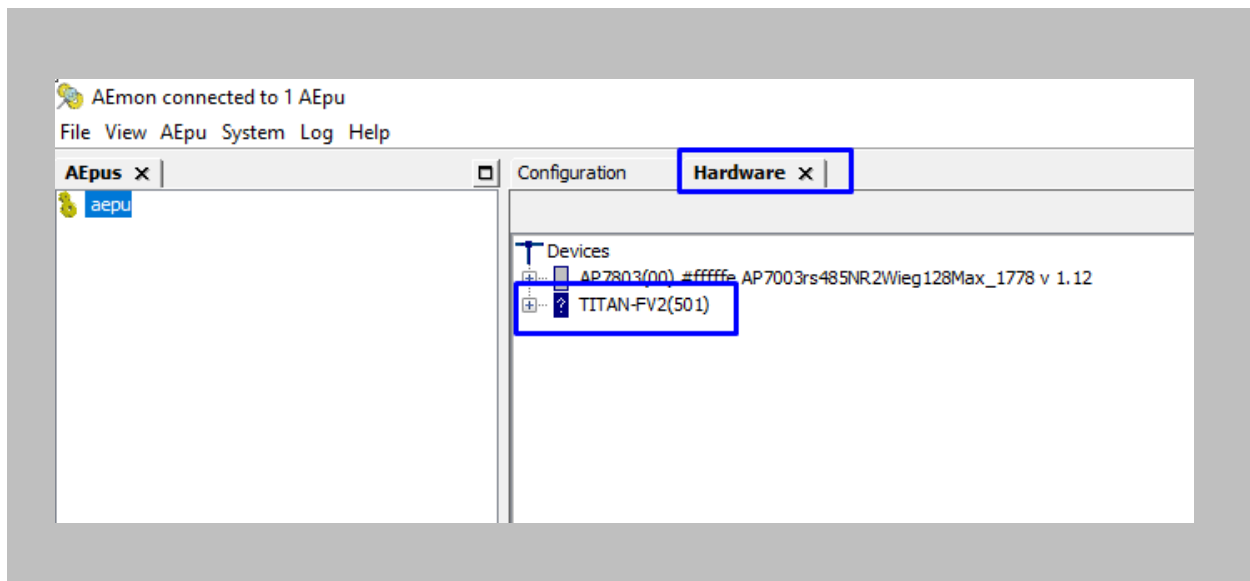 AEmon connected to 1 AEpu
File View AEpu System Log Help
AEpus x
Configuration Hardware x
aepu
Devices
AP7803(00) #fffffe AP7003rs485NR2Wieg128Max_1778 v 1.12
? TITAN-FV2(501)